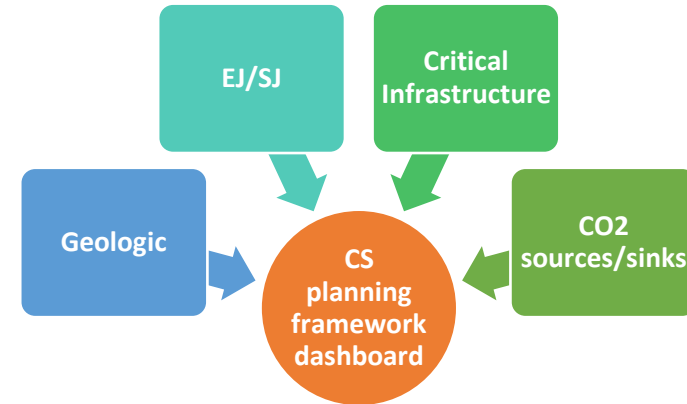 EJ/SJ
Critical
Infrastructure
Geologic
CO2
sources/sinks
CS
planning
framework
dashboard